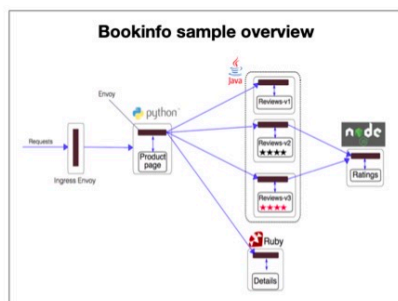 Bookinfo sample overview
Java
Reviews-v1
Envoy
python
Requests
Ingress Envoy
Product
page
Reviews-v2
★★★★
node
Reviews-v3
★★★★
Ratings
Ruby
Details